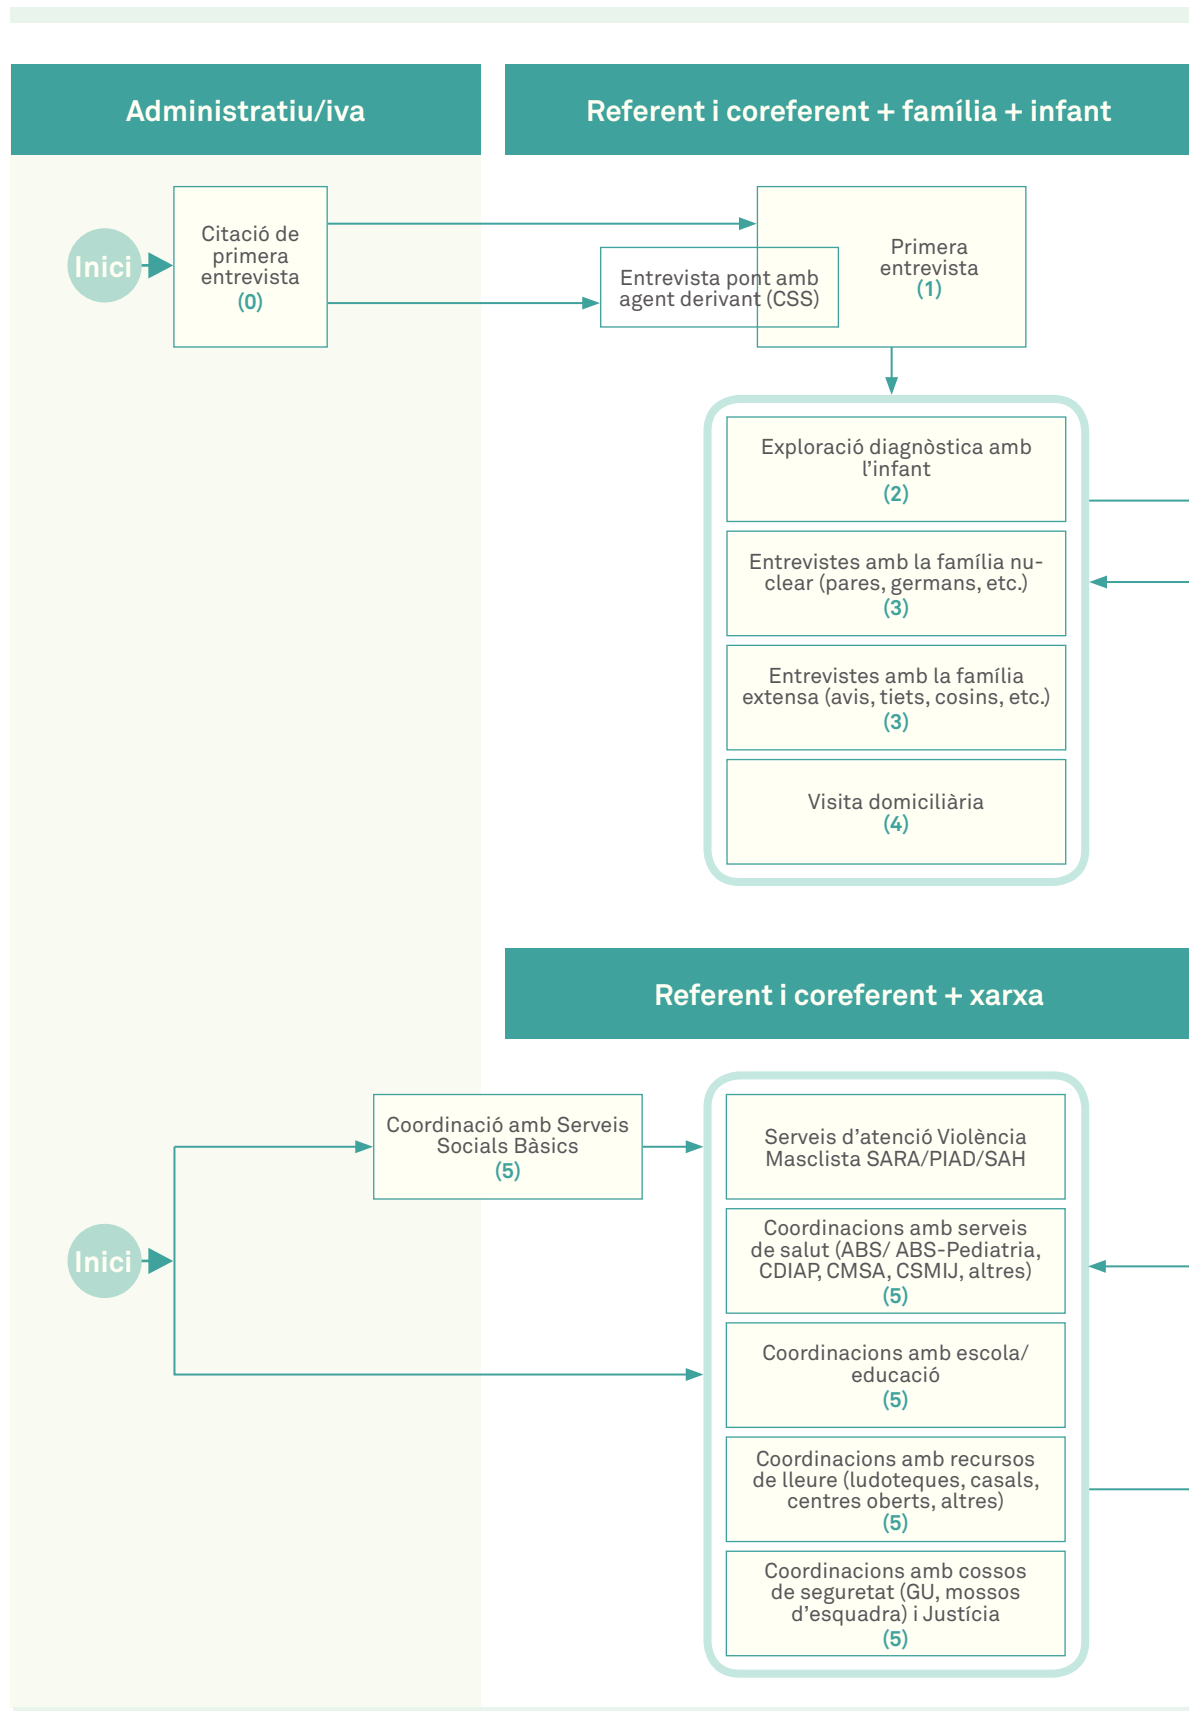 Administratiu/iva
Referent i coreferent + família + infant
Inici
Citació de
primera
entrevista
(0)
Entrevista pont amb
agent derivant (CSS)
Primera
entrevista
(1)
Exploració diagnòstica amb
l’infant
(2)
Entrevistes amb la família nu-
clear (pares, germans, etc.)
(3)
Entrevistes amb la família
extensa (avis, tiets, cosins, etc.)
(3)
Visita domiciliària
(4)
Referent i coreferent + xarxa
Inici
Coordinació amb Serveis
Socials Bàsics
(5)
Serveis d’atenció Violència
Masclista SARA/PIAD/SAH
Coordinacions amb serveis
de salut (ABS/ ABS-Pediatria,
CDIAP, CMSA, CSMIJ, altres)
(5)
Coordinacions amb escola/
educació
(5)
Coordinacions amb recursos
de lleure (ludoteques, casals,
centres oberts, altres)
(5)
Coordinacions amb cossos
de seguretat (GU, mossos
d’esquadra) i Justícia
(5)